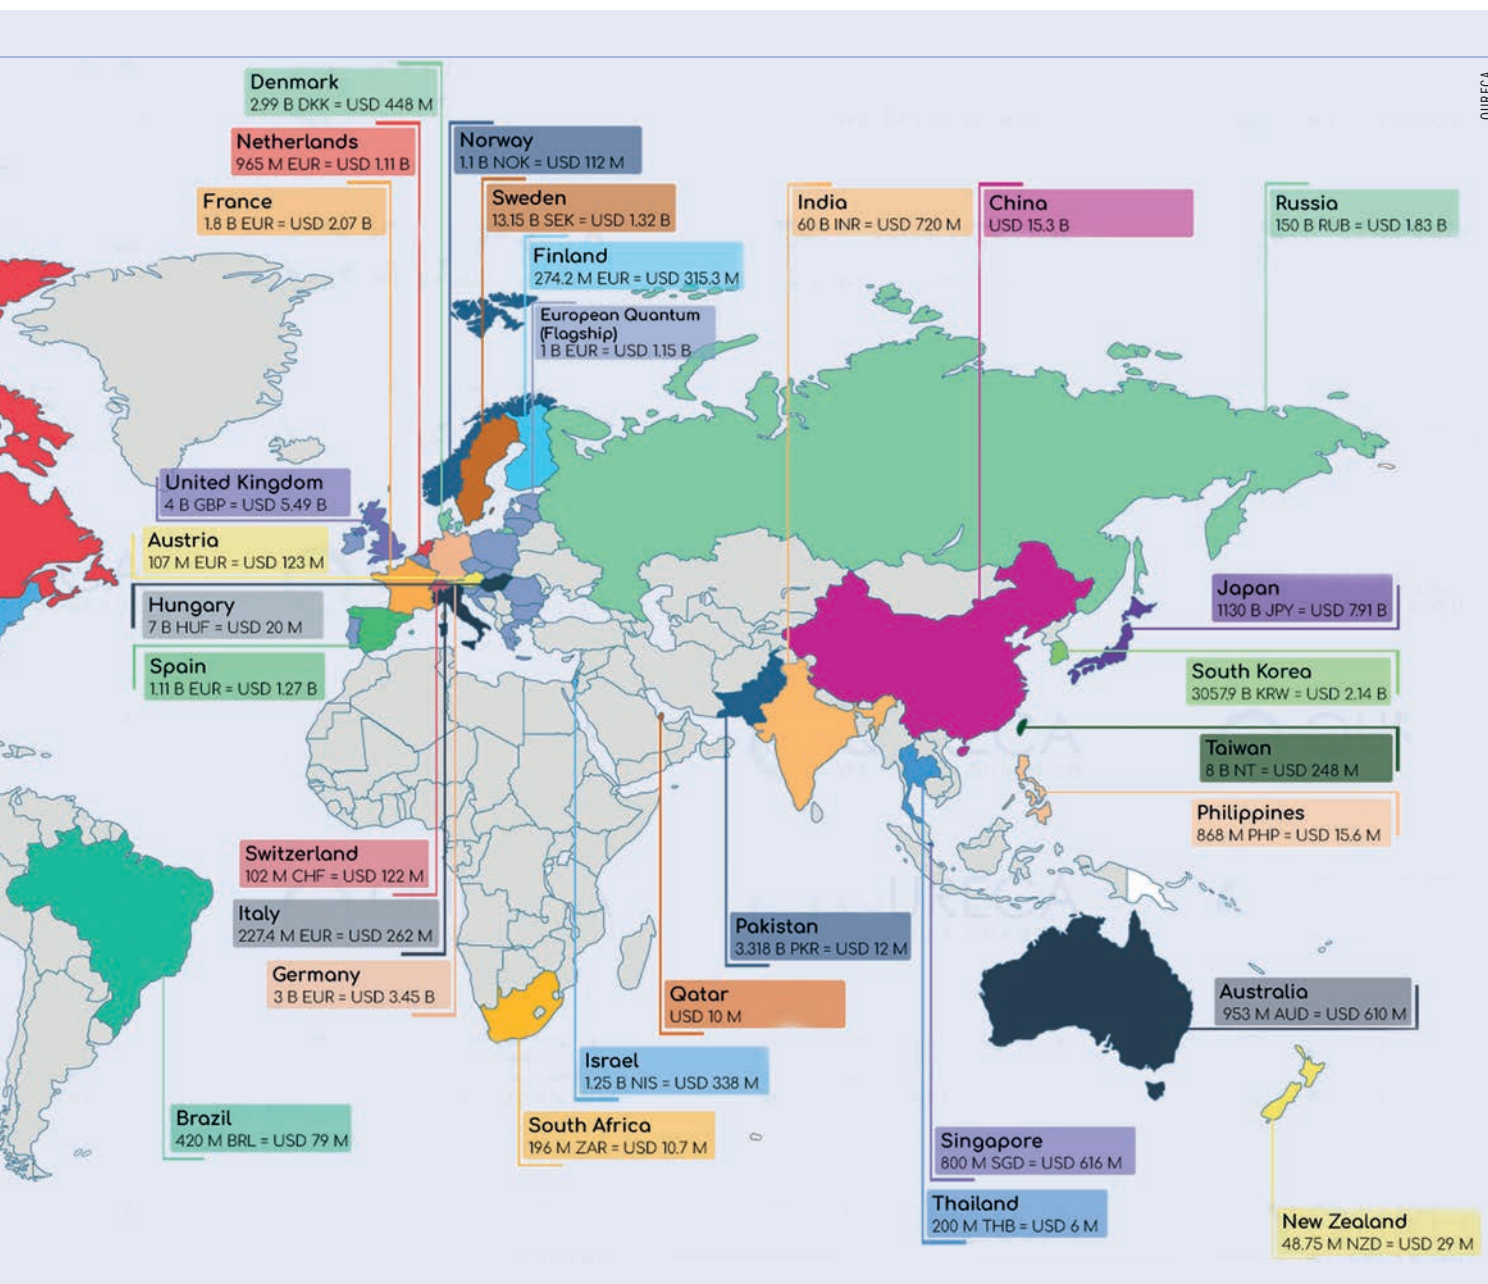 QURECA
Denmark
2.99 B DKK = USD 448 M
Netherlands
965 M EUR = USD 1.11 B
Norway
1.1 B NOK = USD 112 M
France
1.8 B EUR = USD 2.07 B
Sweden
13.15 B SEK = USD 1.32 B
India
60 B INR = USD 720 M
China
USD 15.3 B
Russia
150 B RUB = USD 1.83 B
Finland
274.2 M EUR = USD 315.3 M
European Quantum
(Flagship)
1 B EUR = USD 1.15 B
United Kingdom
4 B GBP = USD 5.49 B
Austria
107 M EUR = USD 123 M
Hungary
7 B HUF = USD 20 M
Spain
1.11 B EUR = USD 1.27 B
Japan
1130 B JPY = USD 7.91 B
South Korea
3057.9 B KRW = USD 2.14 B
Taiwan
8 B NT = USD 248 M
Philippines
868 M PHP = USD 15.6 M
Switzerland
102 M CHF = USD 122 M
Italy
227.4 M EUR = USD 262 M
Germany
3 B EUR = USD 3.45 B
Pakistan
3.318 B PKR = USD 12 M
Qatar
USD 10 M
Australia
953 M AUD = USD 610 M
Israel
1.25 B NIS = USD 338 M
Brazil
420 M BRL = USD 79 M
South Africa
196 M ZAR = USD 10.7 M
Singapore
800 M SGD = USD 616 M
Thailand
200 M THB = USD 6 M
New Zealand
48.75 M NZD = USD 29 M